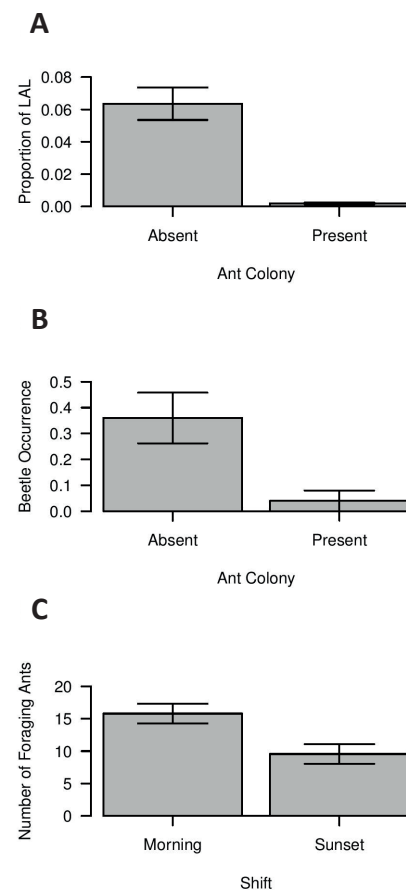 A
Proportion of LAL
0.08
0.06
0.04
0.02
0.00
Absent Present
Ant Colony
B
Beetle Occurrence
0.5
0.4
0.3
0.2
0.1
0.0
Absent Present
Ant Colony
C
Number of Foraging Ants
20
15
10
5
0
Morning Sunset
Shift